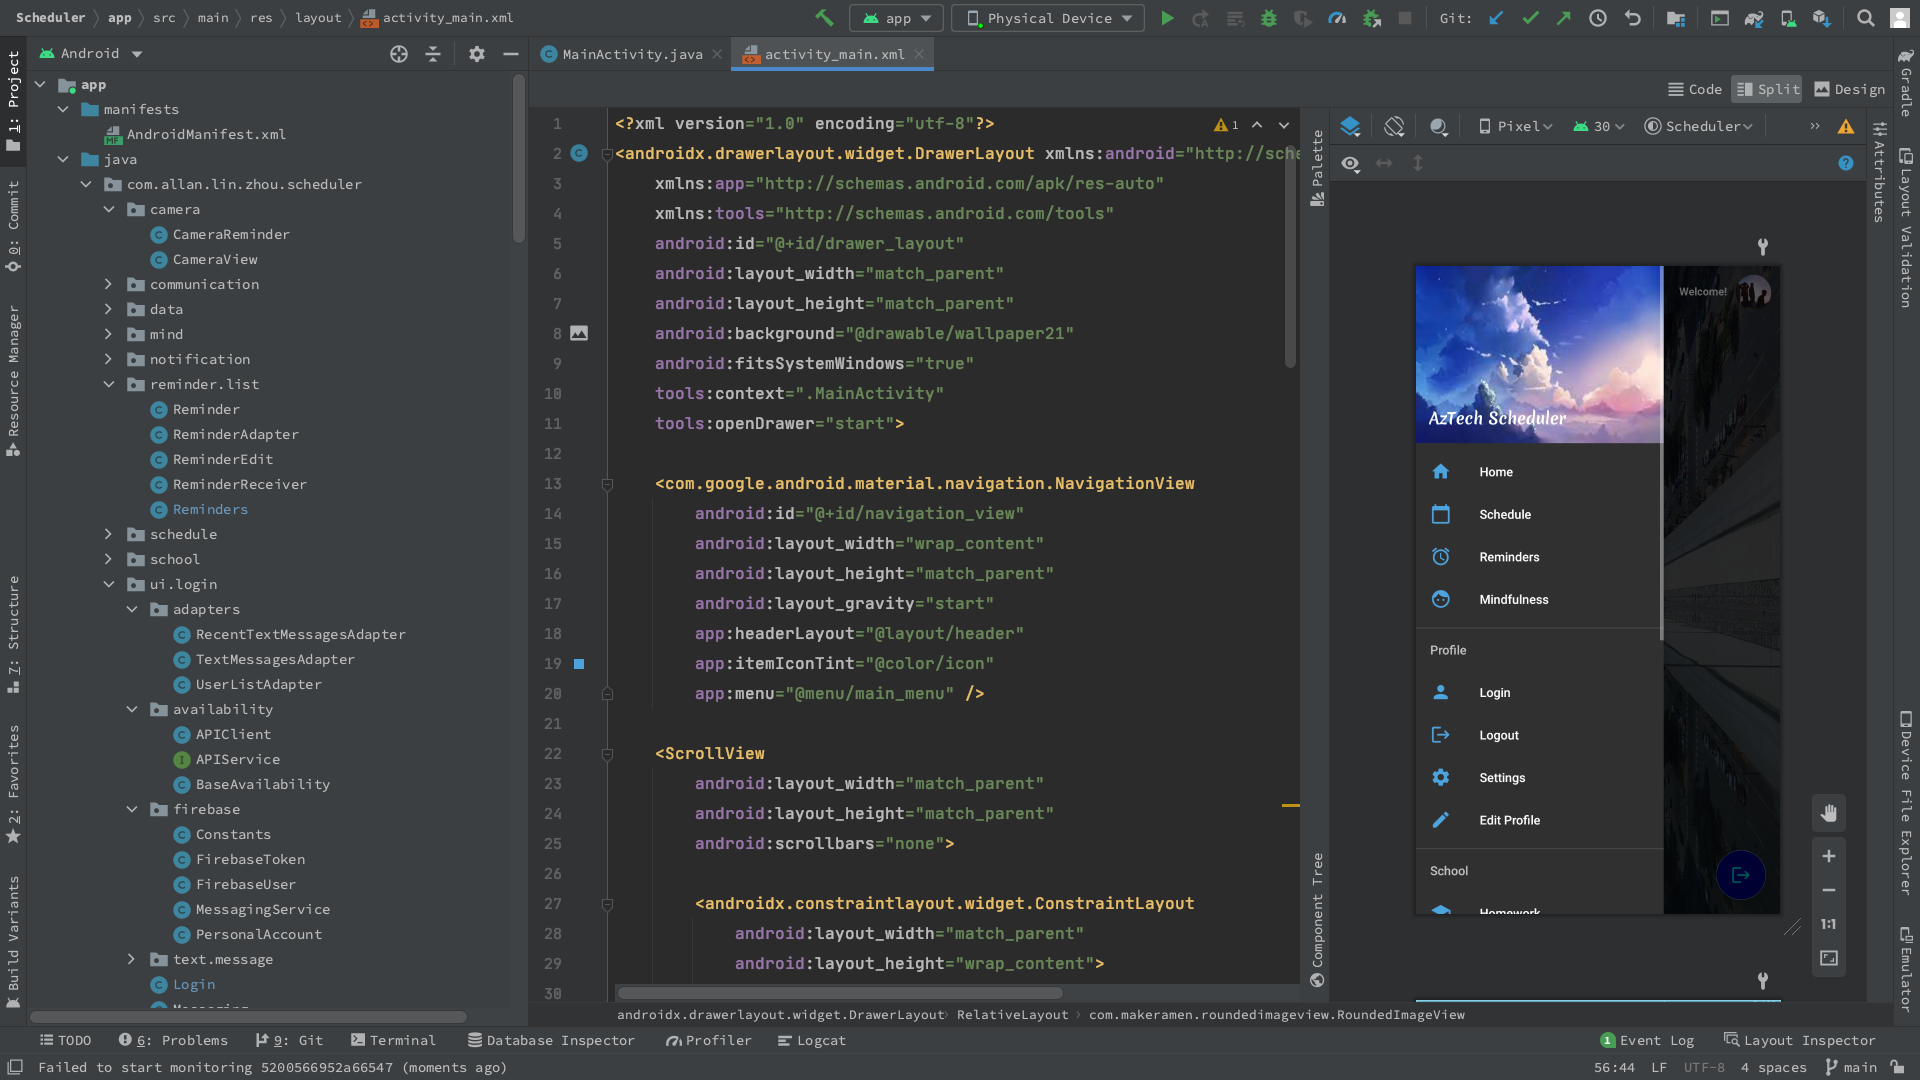 Scheduler › app › src › main › res › layout › activity_main.xml
app
Physical Device
Git:
1: Project
0: Commit
Resource Manager
7: Structure
2: Favorites
Build Variants
Android
app
manifests
AndroidManifest.xml
java
com.allan.lin.zhou.scheduler
camera
CameraReminder
CameraView
communication
data
mind
notification
reminder.list
Reminder
ReminderAdapter
ReminderEdit
ReminderReceiver
Reminders
schedule
school
ui.login
adapters
RecentTextMessagesAdapter
TextMessagesAdapter
UserListAdapter
availability
APIClient
APIService
BaseAvailability
firebase
Constants
FirebaseToken
FirebaseUser
MessagingService
PersonalAccount
text.message
Login
MainActivity.java
activity_main.xml
Code
Split
Design
1 <?xml version="1.0" encoding="utf-8"?>
2 <androidx.drawerlayout.widget.DrawerLayout xmlns:android="http://sche
3 xmlns:app="http://schemas.android.com/apk/res-auto"
4 xmlns:tools="http://schemas.android.com/tools"
5 android:id="@+id/drawer_layout"
6 android:layout_width="match_parent"
7 android:layout_height="match_parent"
8 android:background="@drawable/wallpaper21"
9 android:fitsSystemWindows="true"
10 tools:context=".MainActivity"
11 tools:openDrawer="start">
12
13 <com.google.android.material.navigation.NavigationView
14 android:id="@+id/navigation_view"
15 android:layout_width="wrap_content"
16 android:layout_height="match_parent"
17 android:layout_gravity="start"
18 app:headerLayout="@layout/header"
19 app:itemIconTint="@color/icon"
20 app:menu="@menu/main_menu" />
21
22 <ScrollView
23 android:layout_width="match_parent"
24 android:layout_height="match_parent"
25 android:scrollbars="none">
26
27 <androidx.constraintlayout.widget.ConstraintLayout
28 android:layout_width="match_parent"
29 android:layout_height="wrap_content">
30
1
androidx.drawerlayout.widget.DrawerLayout › RelativeLayout › com.makeramen.roundedimageview.RoundedImageView
Palette
Component Tree
Pixel
30
Scheduler
»
Welcome!
AzTech Scheduler
Home
Schedule
Reminders
Mindfulness
Profile
Login
Logout
Settings
Edit Profile
School
Homework
1:1
Attributes
Gradle
Layout Validation
Device File Explorer
Emulator
TODO
6: Problems
9: Git
Terminal
Database Inspector
Profiler
Logcat
1 Event Log
Layout Inspector
Failed to start monitoring 5200566952a66547 (moments ago)
56:44 LF UTF-8 4 spaces main